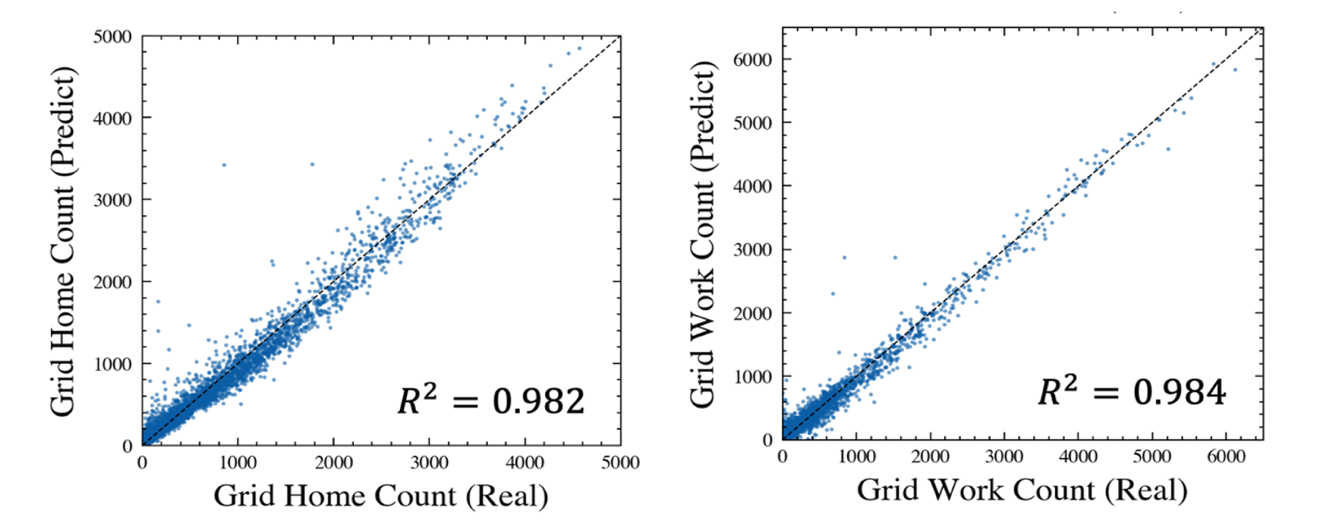 Grid Home Count (Predict)
5000
4000
3000
2000
1000
0
R² = 0.982
0 1000 2000 3000 4000 5000
Grid Home Count (Real)
Grid Work Count (Predict)
6000
5000
4000
3000
2000
1000
0
R² = 0.984
0 1000 2000 3000 4000 5000 6000
Grid Work Count (Real)